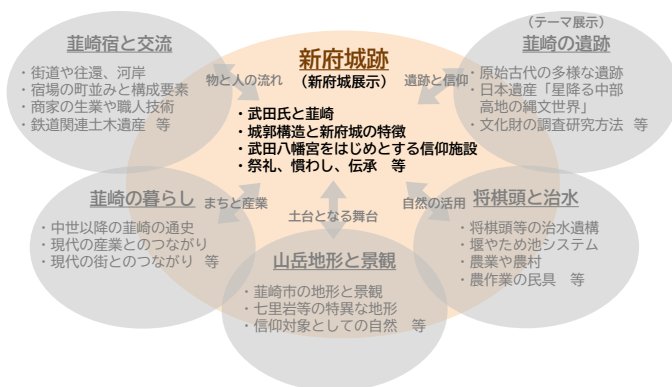 韮崎宿と交流
・街道や往還、河岸
・宿場の町並みと構成要素
・商家の生業や職人技術
・鉄道関連土木遺産 等
物と人の流れ
新府城跡
(新府城展示)
・武田氏と韮崎
・城郭構造と新府城の特徴
・武田八幡宮をはじめとする信仰施設
・祭礼、慣わし、伝承 等
遺跡と信仰
(テーマ展示)
韮崎の遺跡
・原始古代の多様な遺跡
・日本遺産「星降る中部
高地の縄文世界」
・文化財の調査研究方法 等
韮崎の暮らし
・中世以降の韮崎の通史
・現代の産業とのつながり
・現代の街とのつながり 等
まちと産業
土台となる舞台
山岳地形と景観
・韮崎市の地形と景観
・七里岩等の特異な地形
・信仰対象としての自然 等
自然の活用
将棋頭と治水
・将棋頭等の治水遺構
・堰やため池システム
・農業や農村
・農作業の民具 等